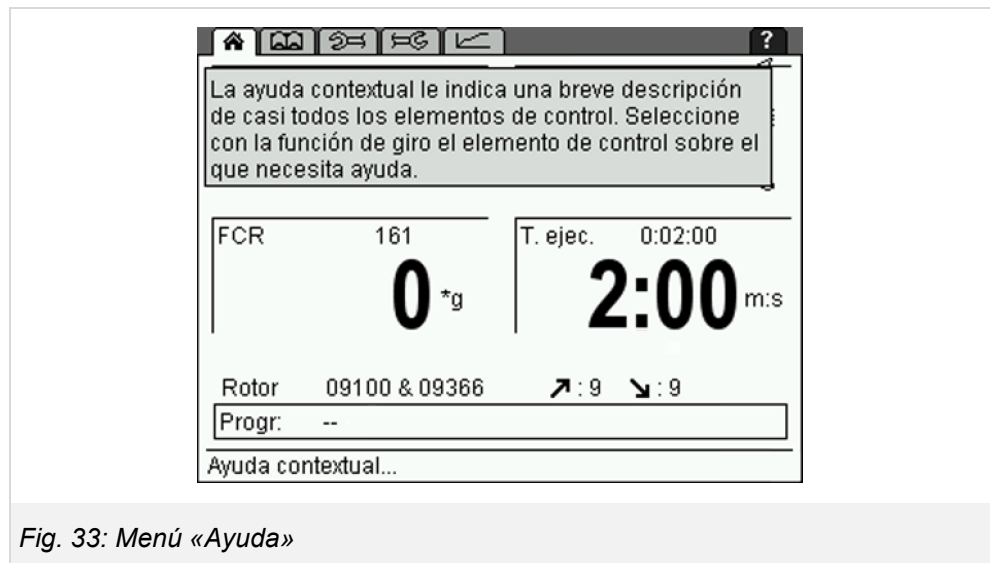 ?
La ayuda contextual le indica una breve descripción
de casi todos los elementos de control. Seleccione
con la función de giro el elemento de control sobre el
que necesita ayuda.
FCR 161
0 *g
T. ejec. 0:02:00
2:00 m:s
Rotor 09100 & 09366 ↗ : 9 ↘ : 9
Progr: --
Ayuda contextual...
Fig. 33: Menú «Ayuda»